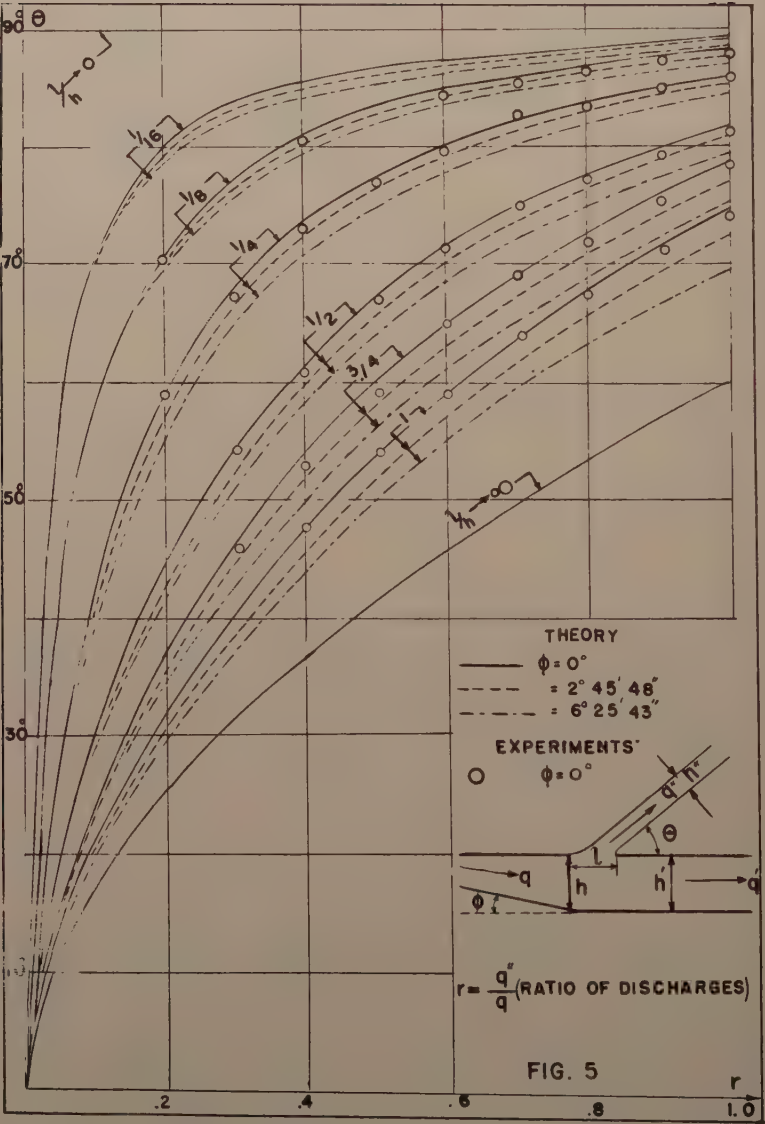 90° θ
l/h → 0
1/16
1/8
1/4
1/2
3/4
1
l/h → ∞
70°
50°
30°
THEORY
φ = 0°
= 2° 45' 48"
= 6° 25' 43"
EXPERIMENTS
φ = 0°
q" h"
θ
l
q
h
h'
q'
φ
r = q"/q (RATIO OF DISCHARGES)
FIG. 5
r
.2 .4 .6 .8 1.0